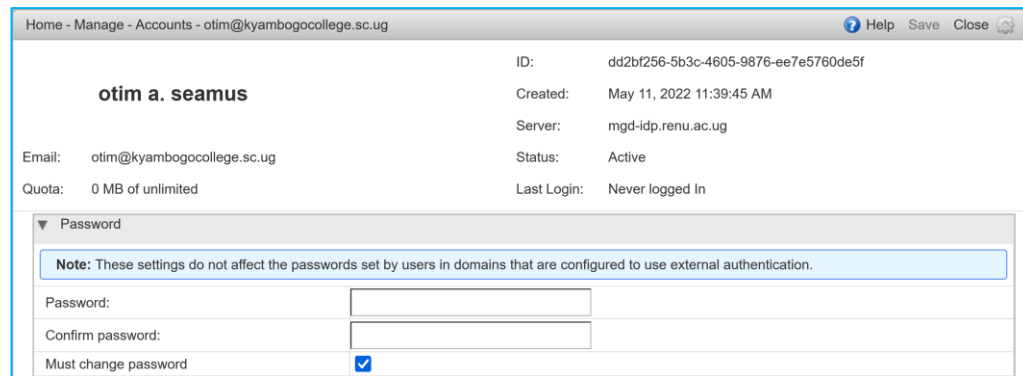 Home - Manage - Accounts - otim@kyambogocollege.sc.ug Help Save Close
ID: dd2bf256-5b3c-4605-9876-ee7e5760de5f
otim a. seamus Created: May 11, 2022 11:39:45 AM
Server: mgd-idp.renu.ac.ug
Email: otim@kyambogocollege.sc.ug Status: Active
Quota: 0 MB of unlimited Last Login: Never logged In
Password
Note: These settings do not affect the passwords set by users in domains that are configured to use external authentication.
Password:
Confirm password:
Must change password